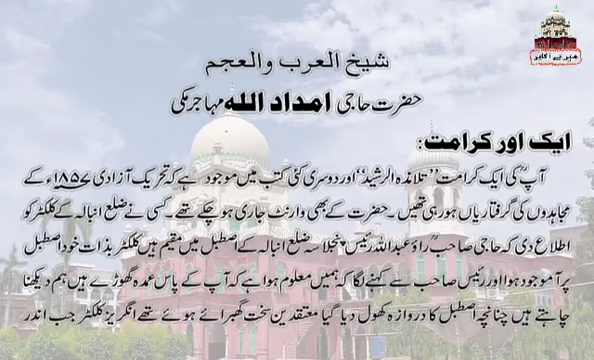 شیخ العرب والعجم
حضرت حاجی امداد اللہ مہاجر مکی
ایک اور کرامت:
آپؒ کی ایک کرامت ’’تلامذہ الرشید‘‘ اور دوسری کئی کتب میں موجود ہے کہ تحریک آزادی ۱۸۵۷ء کے
مجاہدوں کی گرفتاریاں ہو رہی تھیں۔ حضرت کے بھی وارنٹ جاری ہو چکے تھے۔ کسی نے ضلع انبالہ کے کلکٹر کو
اطلاع دی کہ حاجی صاحبؒ راؤ عبداللہ رئیس پنجلاسہ ضلع انبالہ کے اصطبل میں مقیم ہیں کلکٹر بذات خود اصطبل
پر آ موجود ہوا اور رئیس صاحب سے کہنے لگا کہ ہمیں معلوم ہوا ہے کہ آپ کے پاس عمدہ گھوڑے ہیں ہم دیکھنا
چاہتے ہیں چنانچہ اصطبل کا دروازہ کھول دیا گیا معتقدین سخت گھبرائے ہوئے تھے انگریز کلکٹر جب اندر